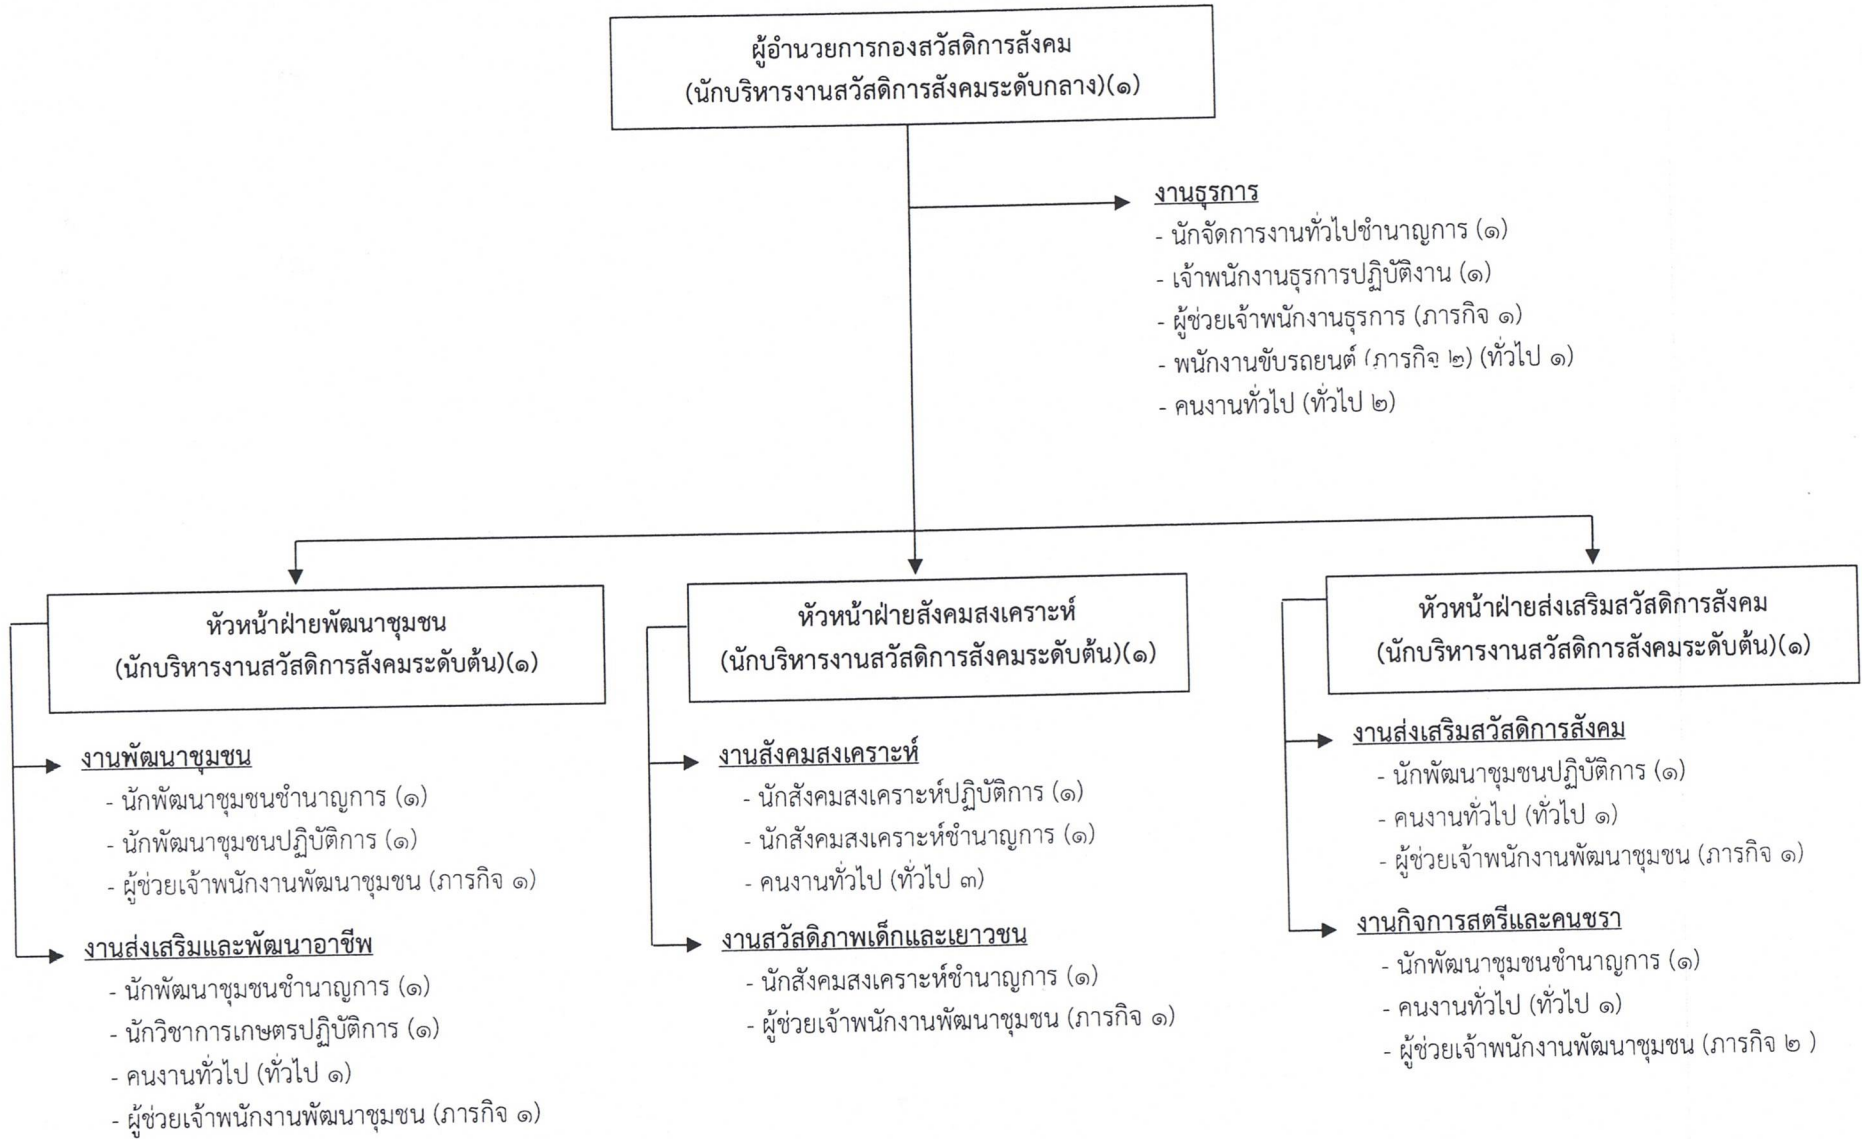 ผู้อำนวยการกองสวัสดิการสังคม
(นักบริหารงานสวัสดิการสังคมระดับกลาง)(๑)
งานธุรการ
- นักจัดการงานทั่วไปชำนาญการ (๑)
- เจ้าพนักงานธุรการปฏิบัติงาน (๑)
- ผู้ช่วยเจ้าพนักงานธุรการ (ภารกิจ ๑)
- พนักงานขับรถยนต์ (ภารกิจ ๒) (ทั่วไป ๑)
- คนงานทั่วไป (ทั่วไป ๒)
หัวหน้าฝ่ายพัฒนาชุมชน
(นักบริหารงานสวัสดิการสังคมระดับต้น)(๑)
งานพัฒนาชุมชน
- นักพัฒนาชุมชนชำนาญการ (๑)
- นักพัฒนาชุมชนปฏิบัติการ (๑)
- ผู้ช่วยเจ้าพนักงานพัฒนาชุมชน (ภารกิจ ๑)
งานส่งเสริมและพัฒนาอาชีพ
- นักพัฒนาชุมชนชำนาญการ (๑)
- นักวิชาการเกษตรปฏิบัติการ (๑)
- คนงานทั่วไป (ทั่วไป ๑)
- ผู้ช่วยเจ้าพนักงานพัฒนาชุมชน (ภารกิจ ๑)
หัวหน้าฝ่ายสังคมสงเคราะห์
(นักบริหารงานสวัสดิการสังคมระดับต้น)(๑)
งานสังคมสงเคราะห์
- นักสังคมสงเคราะห์ปฏิบัติการ (๑)
- นักสังคมสงเคราะห์ชำนาญการ (๑)
- คนงานทั่วไป (ทั่วไป ๓)
งานสวัสดิภาพเด็กและเยาวชน
- นักสังคมสงเคราะห์ชำนาญการ (๑)
- ผู้ช่วยเจ้าพนักงานพัฒนาชุมชน (ภารกิจ ๑)
หัวหน้าฝ่ายส่งเสริมสวัสดิการสังคม
(นักบริหารงานสวัสดิการสังคมระดับต้น)(๑)
งานส่งเสริมสวัสดิการสังคม
- นักพัฒนาชุมชนปฏิบัติการ (๑)
- คนงานทั่วไป (ทั่วไป ๑)
- ผู้ช่วยเจ้าพนักงานพัฒนาชุมชน (ภารกิจ ๑)
งานกิจการสตรีและคนชรา
- นักพัฒนาชุมชนชำนาญการ (๑)
- คนงานทั่วไป (ทั่วไป ๑)
- ผู้ช่วยเจ้าพนักงานพัฒนาชุมชน (ภารกิจ ๒ )